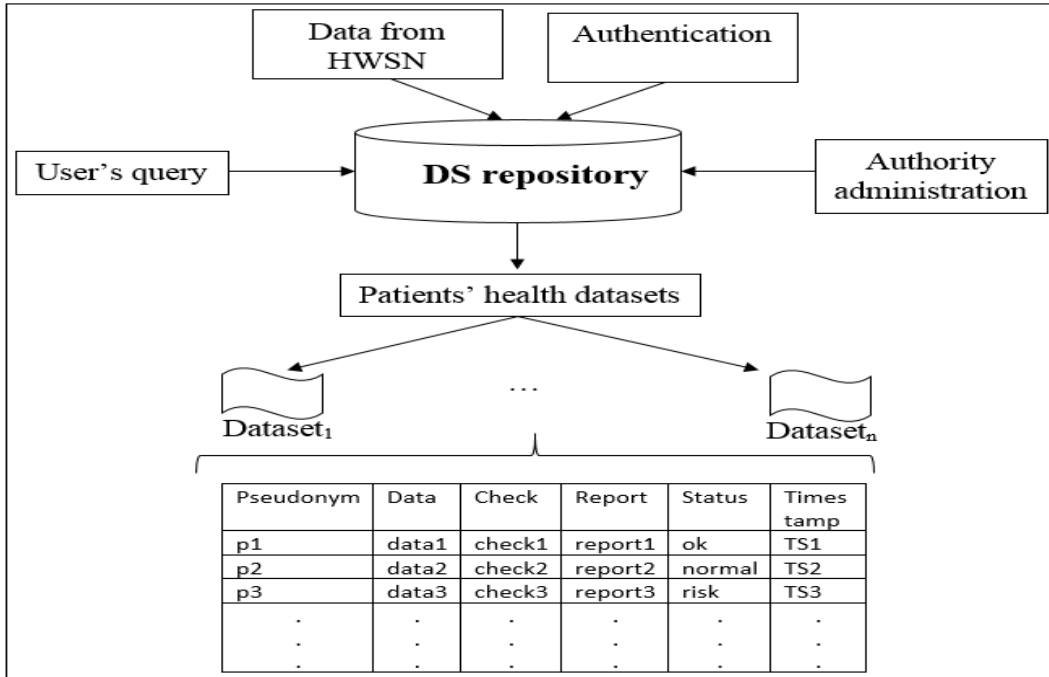 Data from
HWSN
Authentication
User's query
DS repository
Authority
administration
Patients' health datasets
...
Dataset₁
Datasetₙ
Pseudonym Data Check Report Status Times
tamp
p1 data1 check1 report1 ok TS1
p2 data2 check2 report2 normal TS2
p3 data3 check3 report3 risk TS3
. . . . . .
. . . . . .
. . . . . .